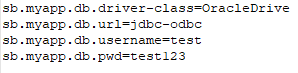 sb.myapp.db.driver-class=OracleDrive
sb.myapp.db.url=jdbc-odbc
sb.myapp.db.username=test
sb.myapp.db.pwd=test123